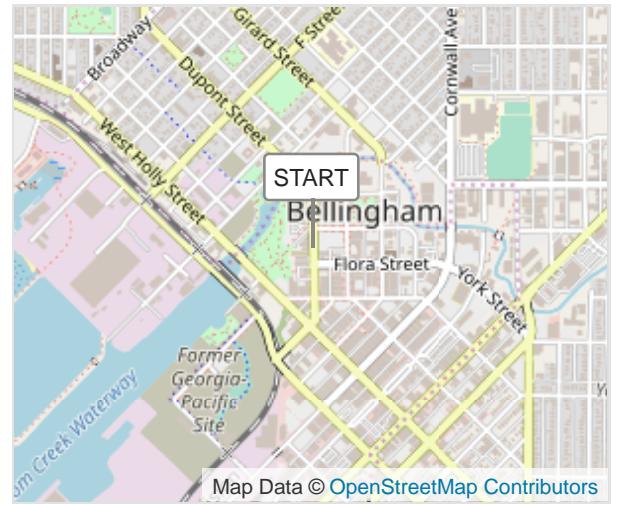 Broadway
Girard Street
F Street
Cornwall Ave
Dupont Street
West Holly Street
START
Bellingham
Flora Street
York Street
Former
Georgia-
Pacific
Site
om Creek Waterway
Y
Map Data © OpenStreetMap Contributors